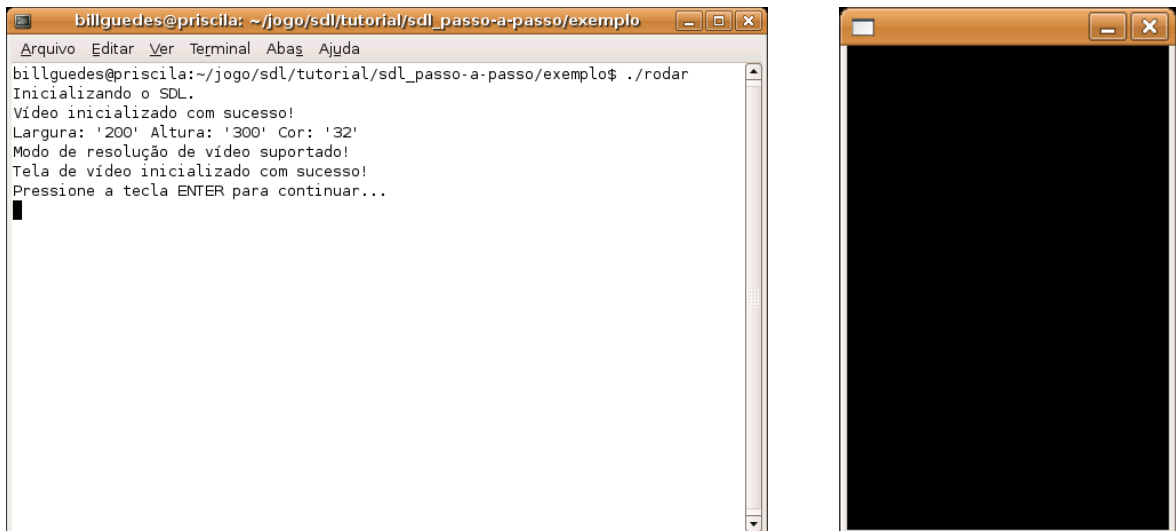 billguedes@priscila: ~/jogo/sdl/tutorial/sdl_passo-a-passo/exemplo
Arquivo Editar Ver Terminal Abas Ajuda
billguedes@priscila:~/jogo/sdl/tutorial/sdl_passo-a-passo/exemplo$ ./rodar
Inicializando o SDL.
Vídeo inicializado com sucesso!
Largura: '200' Altura: '300' Cor: '32'
Modo de resolução de vídeo suportado!
Tela de vídeo inicializado com sucesso!
Pressione a tecla ENTER para continuar...